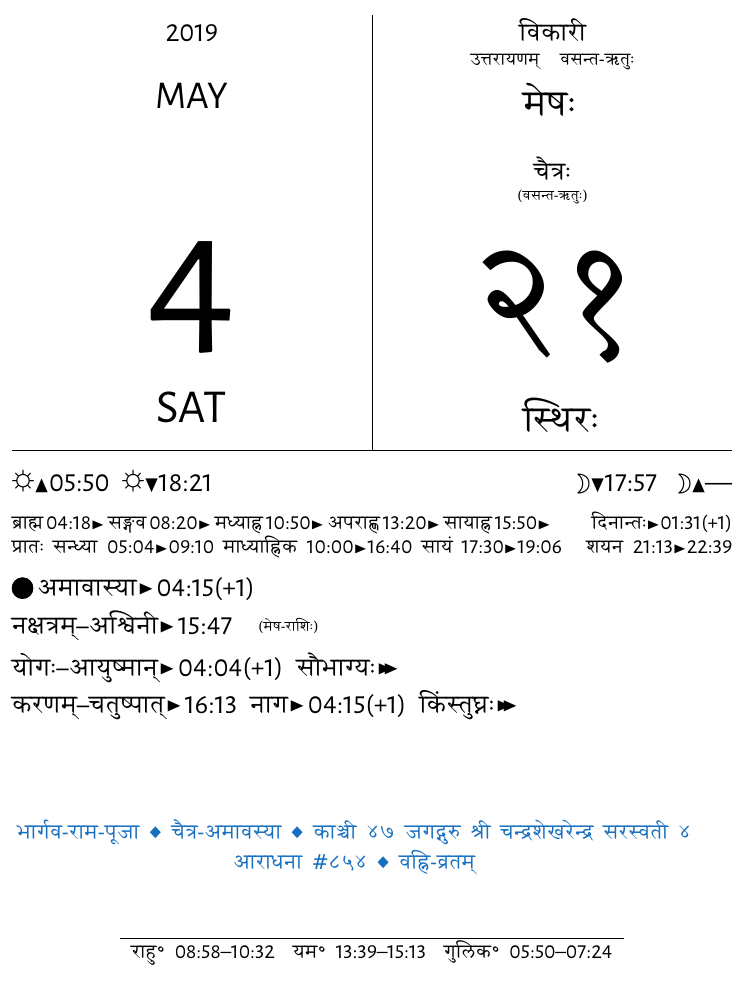 2019
MAY
4
SAT
विकारी
उत्तरायणम् वसन्त-ऋतुः
मेषः
चैत्रः
(वसन्त-ऋतुः)
२१
स्थिरः
☼▲05:50 ☼▼18:21 ☽▼17:57 ☽▲—
ब्राह्म 04:18► सङ्गव 08:20► मध्याह्न 10:50► अपराह्ण 13:20► सायाह्न 15:50► दिनान्तः►01:31(+1)
प्रातः सन्ध्या 05:04►09:10 माध्याह्निक 10:00►16:40 सायं 17:30►19:06 शयन 21:13►22:39
●अमावास्या► 04:15(+1)
नक्षत्रम्–अश्विनी►15:47 (मेष-राशिः)
योगः–आयुष्मान्► 04:04(+1) सौभाग्यः►►
करणम्–चतुष्पात्►16:13 नाग► 04:15(+1) किंस्तुघ्नः►►
भार्गव-राम-पूजा ◆ चैत्र-अमावस्या ◆ काञ्ची ४७ जगद्गुरु श्री चन्द्रशेखरेन्द्र सरस्वती ४
आराधना #८५४ ◆ वह्नि-व्रतम्
राहु° 08:58–10:32 यम° 13:39–15:13 गुलिक° 05:50–07:24